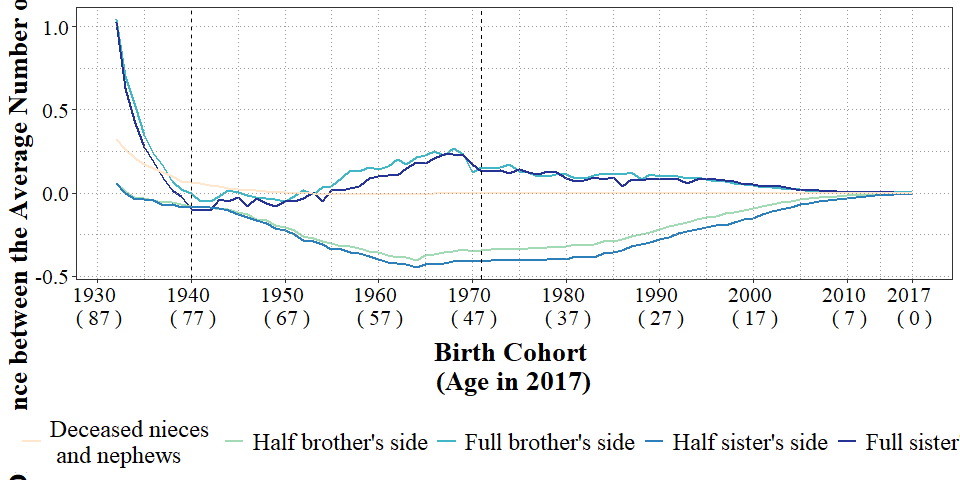 nce between the Average Number
1.0
0.5
0.0
-0.5
1930 1940 1950 1960 1970 1980 1990 2000 2010 2017
( 87 ) ( 77 ) ( 67 ) ( 57 ) ( 47 ) ( 37 ) ( 27 ) ( 17 ) ( 7 ) ( 0 )
Birth Cohort
(Age in 2017)
Deceased nieces
and nephews
Half brother's side
Full brother's side
Half sister's side
Full sister